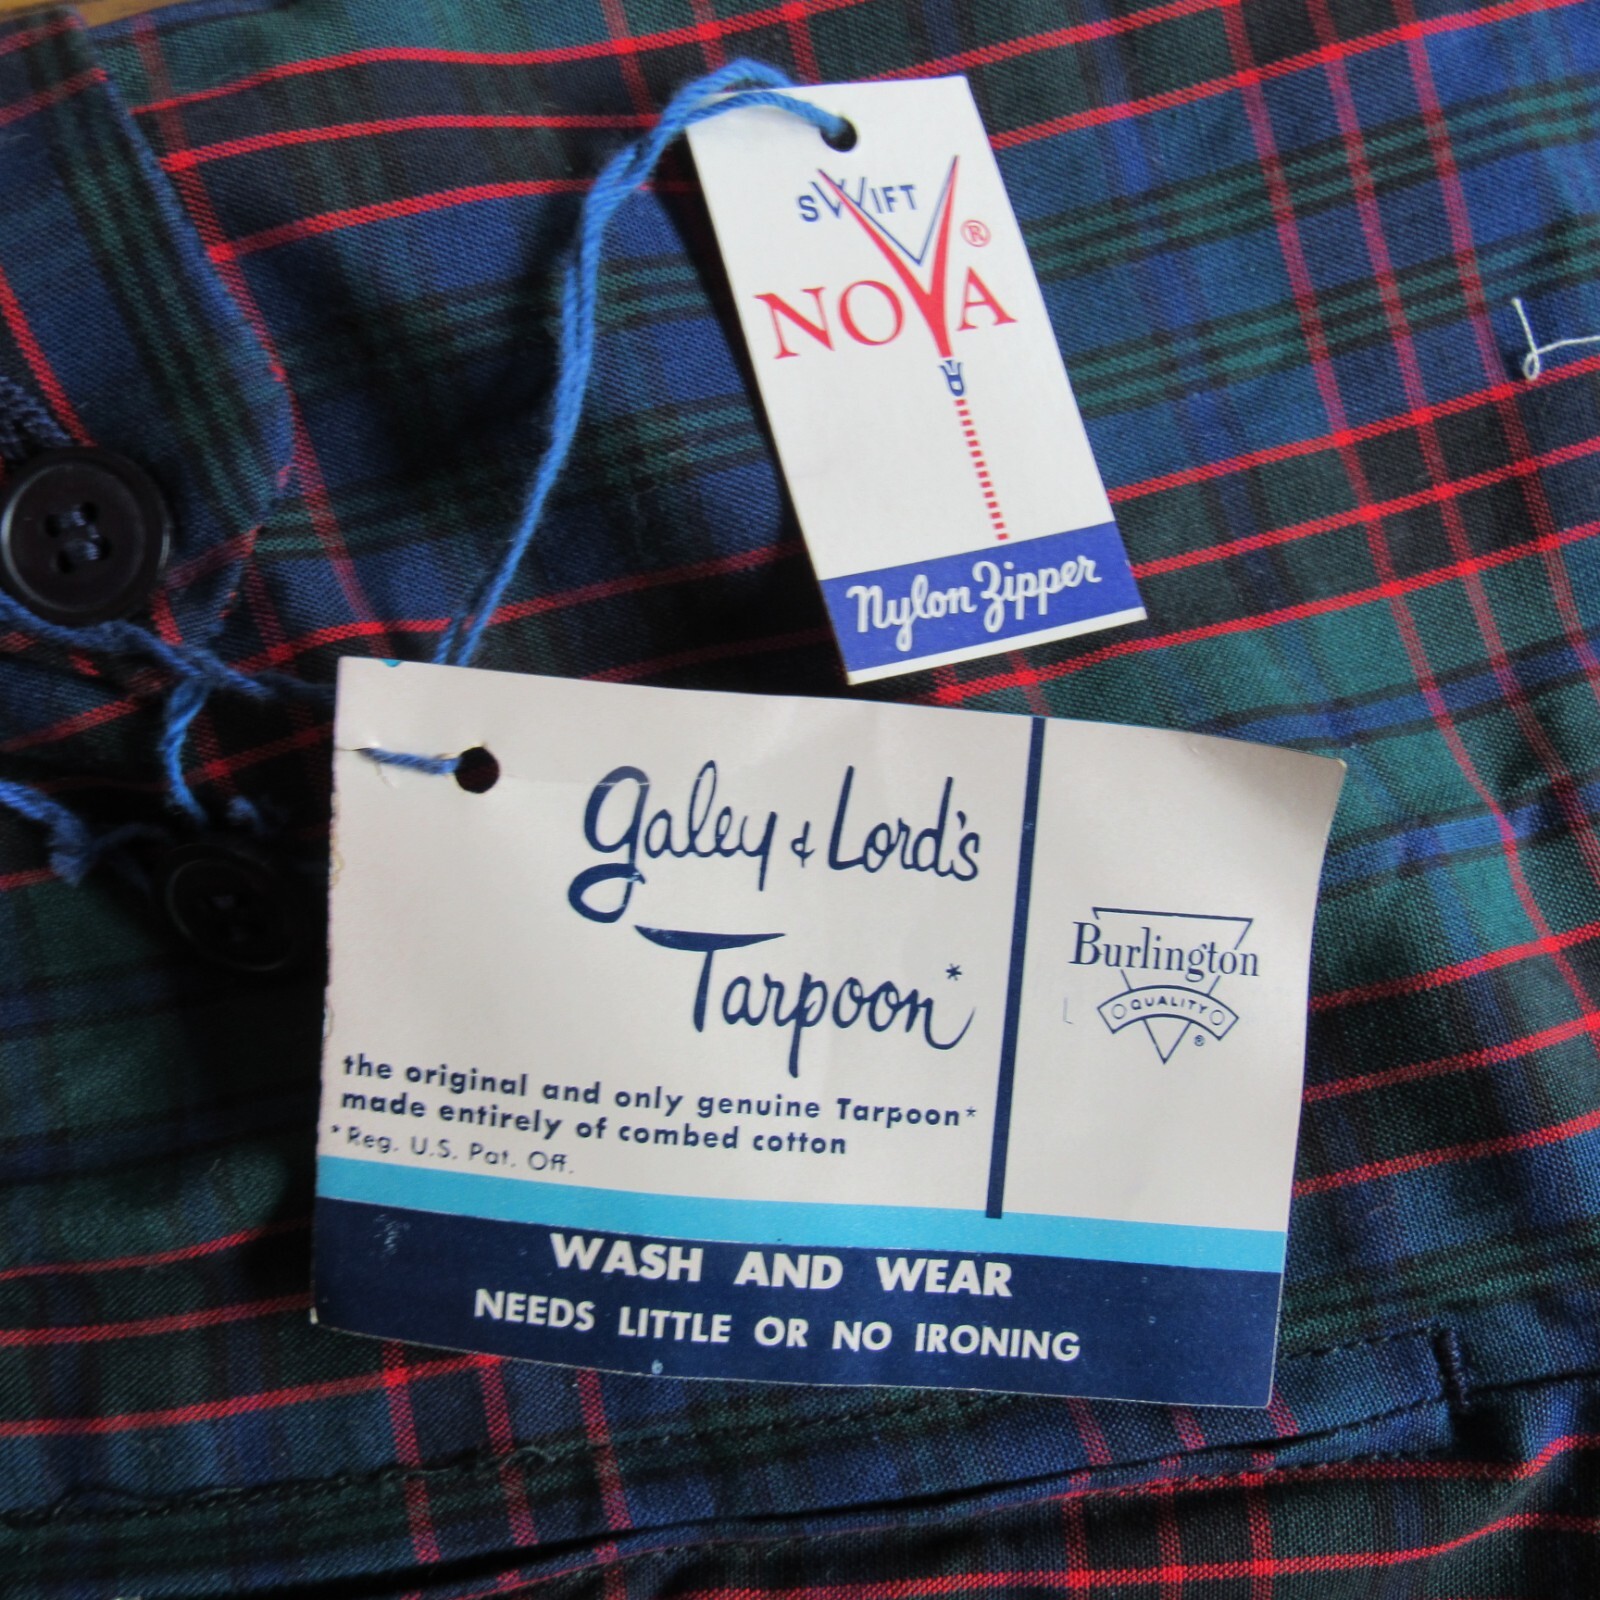 SWIFT
NOVA®
Nylon Zipper
Galey & Lord's
Tarpoon*
the original and only genuine Tarpoon*
made entirely of combed cotton
*Reg. U.S. Pat. Off.
Burlington
QUALITY
®
WASH AND WEAR
NEEDS LITTLE OR NO IRONING